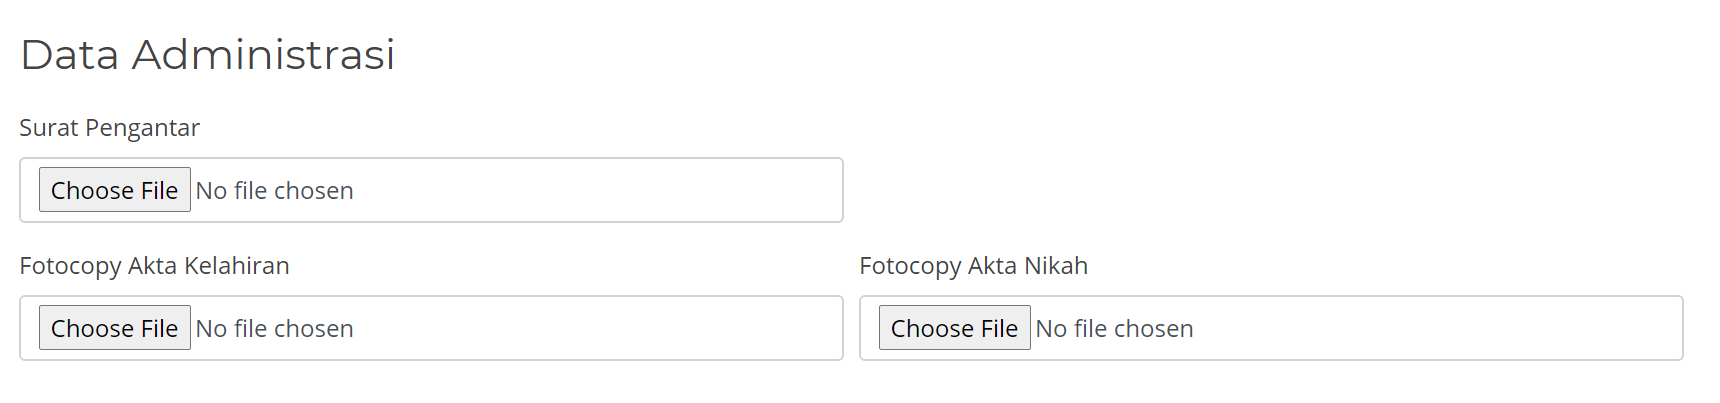 Data Administrasi
Surat Pengantar
Choose File No file chosen
Fotocopy Akta Kelahiran
Choose File No file chosen
Fotocopy Akta Nikah
Choose File No file chosen